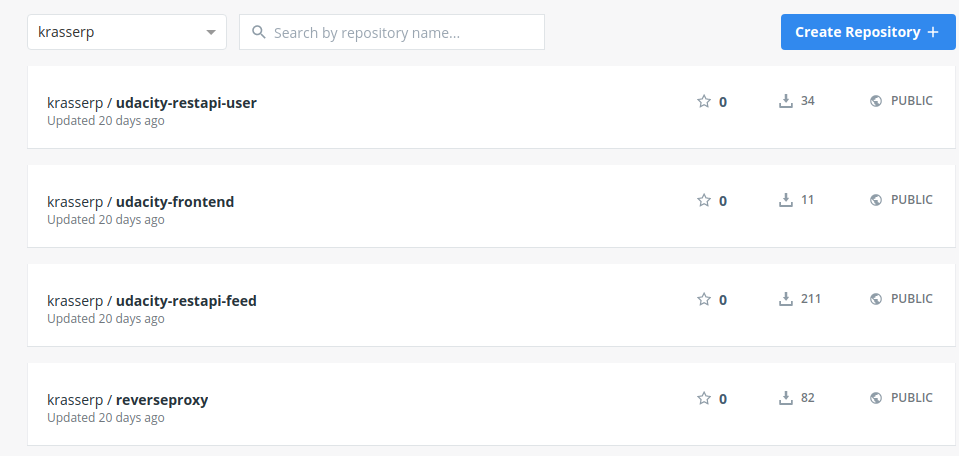 krasserp
Search by repository name...
Create Repository +
krasserp / udacity-restapi-user
0
34
PUBLIC
Updated 20 days ago
krasserp / udacity-frontend
0
11
PUBLIC
Updated 20 days ago
krasserp / udacity-restapi-feed
0
211
PUBLIC
Updated 20 days ago
krasserp / reverseproxy
0
82
PUBLIC
Updated 20 days ago